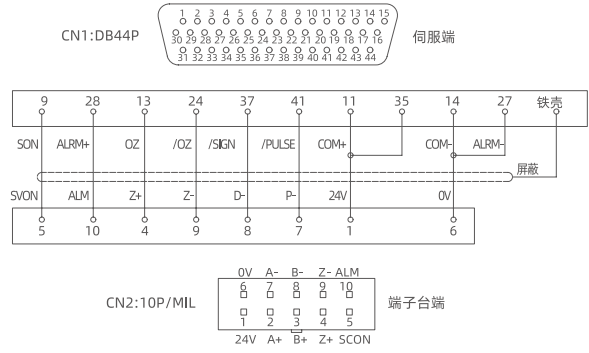 1 2 3 4 5 6 7 8 9 10 11 12 13 14 15
CN1:DB44P
30 29 28 27 26 25 24 23 22 21 20 19 18 17 16
伺服端
31 32 33 34 35 36 37 38 39 40 41 42 43 44
9 28 13 24 37 41 11 35 14 27 铁壳
SON ALRM+ OZ /OZ /SIGN /PULSE COM+ COM- ALRM-
屏蔽
SVON ALM Z+ Z- D- P- 24V 0V
5 10 4 9 8 7 1 6
0V A- B- Z- ALM
6 7 8 9 10
CN2:10P/MIL
端子台端
1 2 3 4 5
24V A+ B+ Z+ SCON